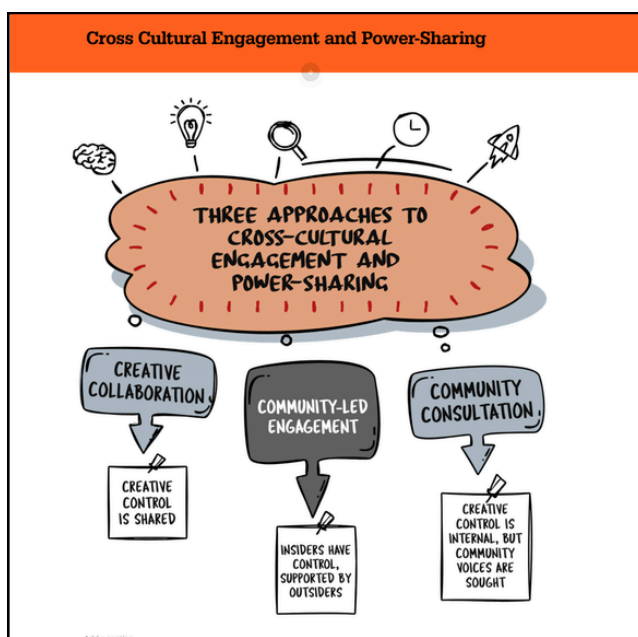 Cross Cultural Engagement and Power-Sharing
THREE APPROACHES TO
CROSS-CULTURAL
ENGAGEMENT AND
POWER-SHARING
CREATIVE
COLLABORATION
CREATIVE
CONTROL
IS SHARED
COMMUNITY-LED
ENGAGEMENT
INSIDERS HAVE
CONTROL,
SUPPORTED BY
OUTSIDERS
COMMUNITY
CONSULTATION
CREATIVE
CONTROL IS
INTERNAL, BUT
COMMUNITY
VOICES ARE
SOUGHT